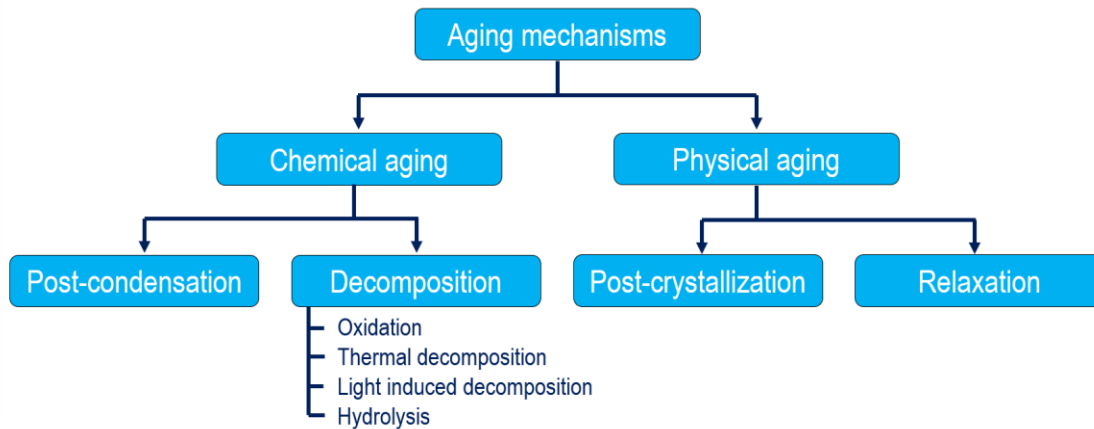 Aging mechanisms
Chemical aging
Physical aging
Post-condensation
Decomposition
Post-crystallization
Relaxation
Oxidation
Thermal decomposition
Light induced decomposition
Hydrolysis